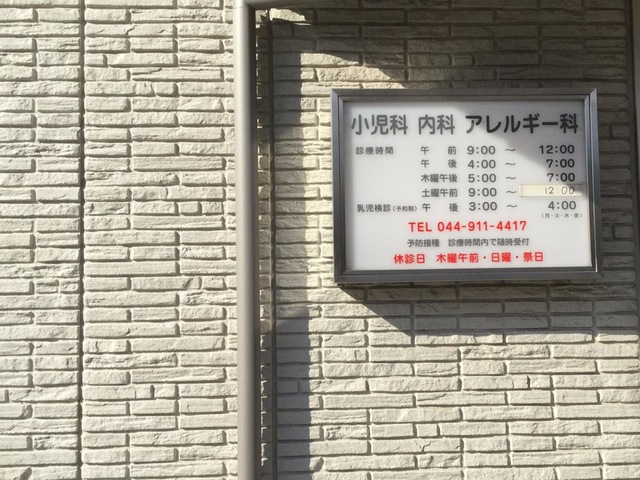 小児科 内科 アレルギー科
診療時間 午前 9:00 ～ 12:00
午後 4:00 ～ 7:00
木曜午後 5:00 ～ 7:00
土曜午前 9:00 ～ 12:00
乳児検診(予約制) 午後 3:00 ～ 4:00
(月・火・水・金)
TEL 044-911-4417
予防接種 診療時間内で随時受付
休診日 木曜午前・日曜・祭日